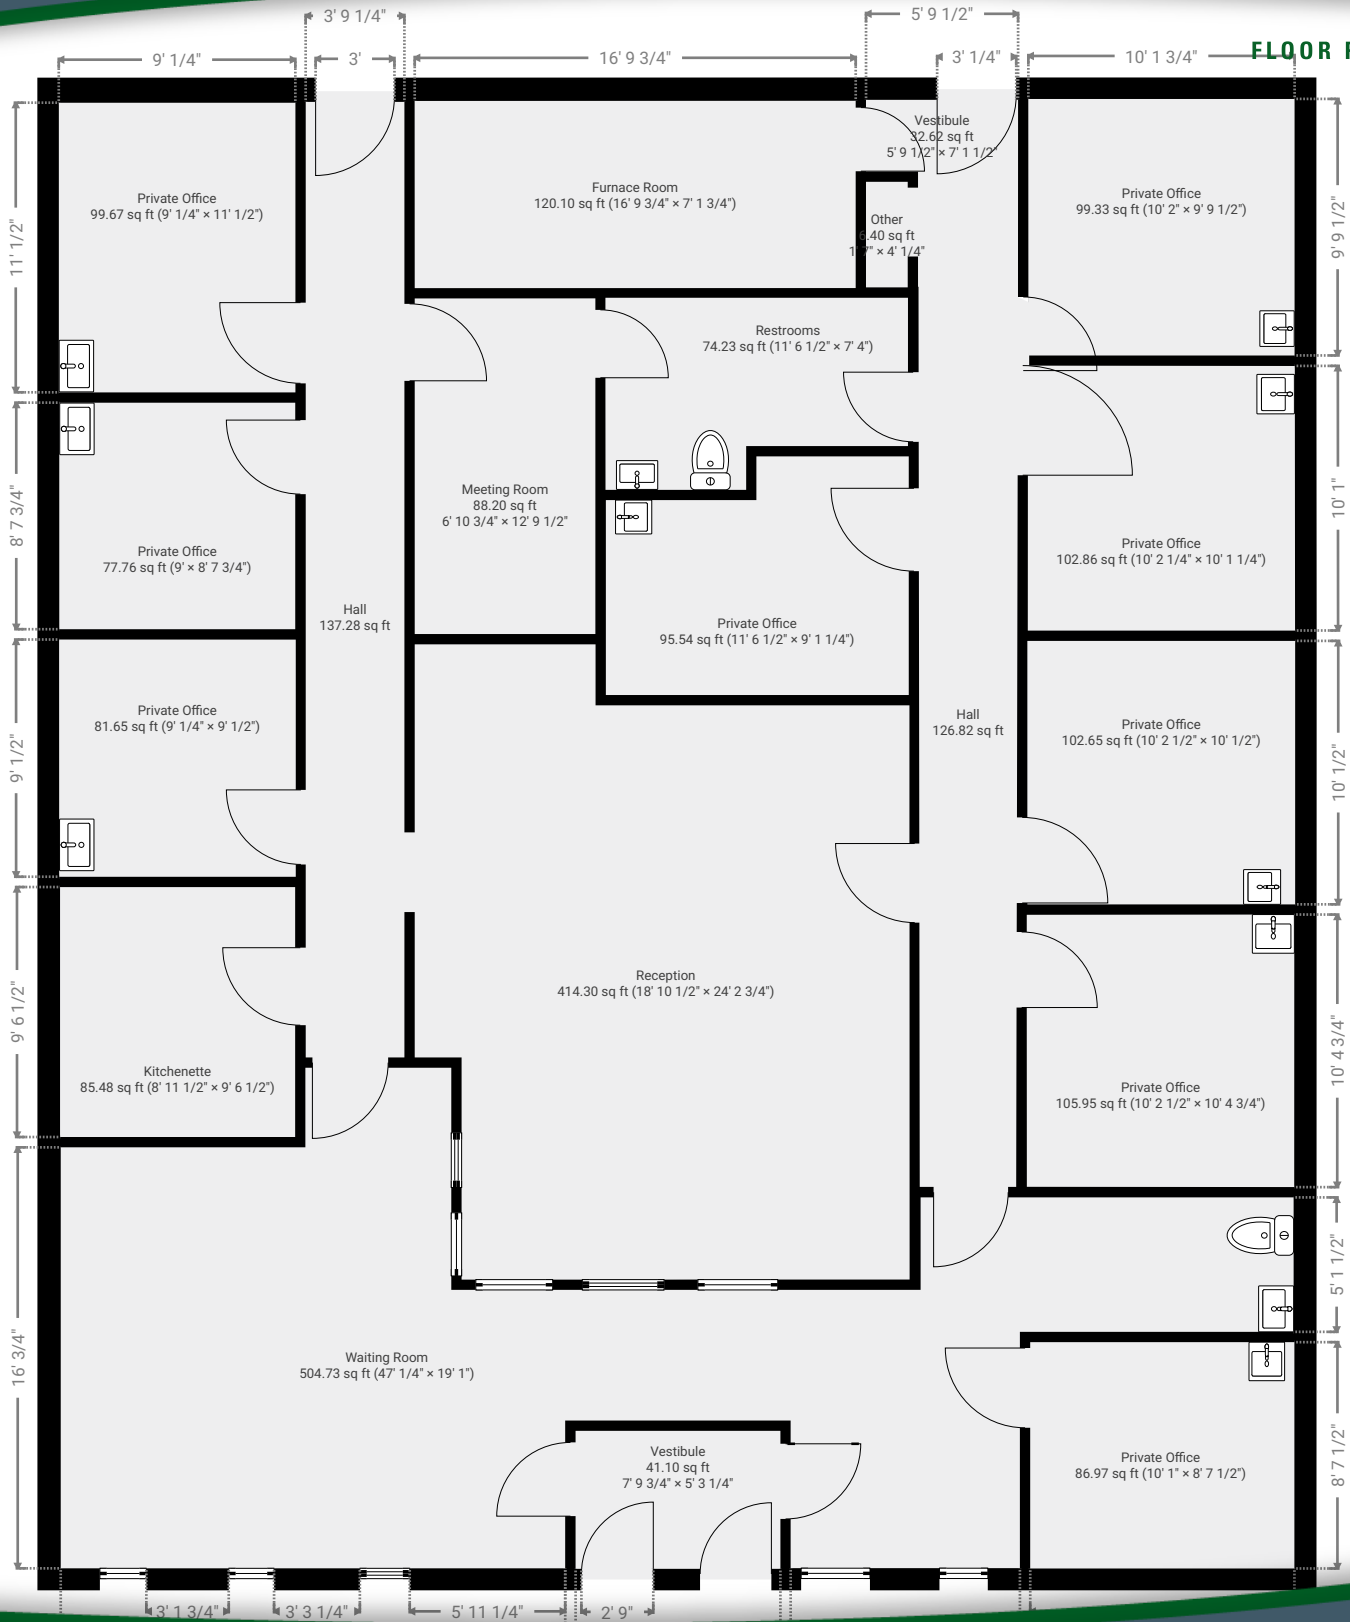 3' 9 1/4"
5' 9 1/2"
FLOOR
9' 1/4"
3'
16' 9 3/4"
3' 1/4"
10' 1 3/4"
Vestibule
32.62 sq ft
5' 9 1/2" × 7' 1 1/2"
Private Office
99.67 sq ft (9' 1/4" × 11' 1/2")
11' 1/2"
Furnace Room
120.10 sq ft (16' 9 3/4" × 7' 1 3/4")
Other
6.40 sq ft
1' 7" × 4' 1/4"
Private Office
99.33 sq ft (10' 2" × 9' 9 1/2")
9' 9 1/2"
Restrooms
74.23 sq ft (11' 6 1/2" × 7' 4")
8' 7 3/4"
Private Office
77.76 sq ft (9' × 8' 7 3/4")
Meeting Room
88.20 sq ft
6' 10 3/4" × 12' 9 1/2"
Private Office
102.86 sq ft (10' 2 1/4" × 10' 1 1/4")
10' 1"
Hall
137.28 sq ft
Private Office
95.54 sq ft (11' 6 1/2" × 9' 1 1/4")
Private Office
81.65 sq ft (9' 1/4" × 9' 1/2")
9' 1/2"
Hall
126.82 sq ft
Private Office
102.65 sq ft (10' 2 1/2" × 10' 1/2")
10' 1/2"
Reception
414.30 sq ft (18' 10 1/2" × 24' 2 3/4")
9' 6 1/2"
Kitchenette
85.48 sq ft (8' 11 1/2" × 9' 6 1/2")
Private Office
105.95 sq ft (10' 2 1/2" × 10' 4 3/4")
10' 4 3/4"
5' 1 1/2"
16' 3/4"
Waiting Room
504.73 sq ft (47' 1/4" × 19' 1")
Vestibule
41.10 sq ft
7' 9 3/4" × 5' 3 1/4"
Private Office
86.97 sq ft (10' 1" × 8' 7 1/2")
8' 7 1/2"
3' 1 3/4"
3' 3 1/4"
5' 11 1/4"
2' 9"